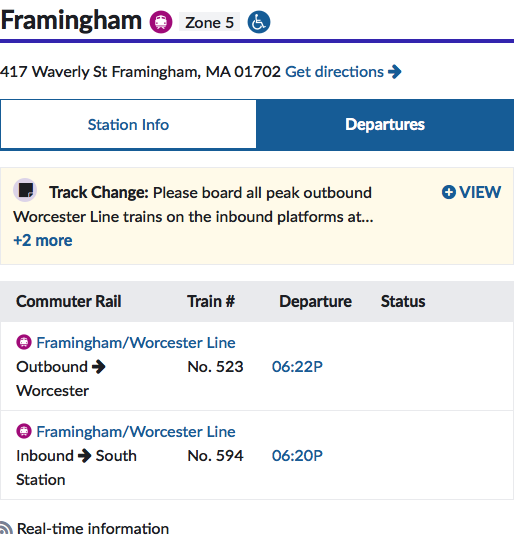 Framingham Zone 5
417 Waverly St Framingham, MA 01702 Get directions
Station Info Departures
Track Change: Please board all peak outbound VIEW
Worcester Line trains on the inbound platforms at...
+2 more
Commuter Rail Train # Departure Status
Framingham/Worcester Line
Outbound No. 523 06:22P
Worcester
Framingham/Worcester Line
Inbound South No. 594 06:20P
Station
Real-time information